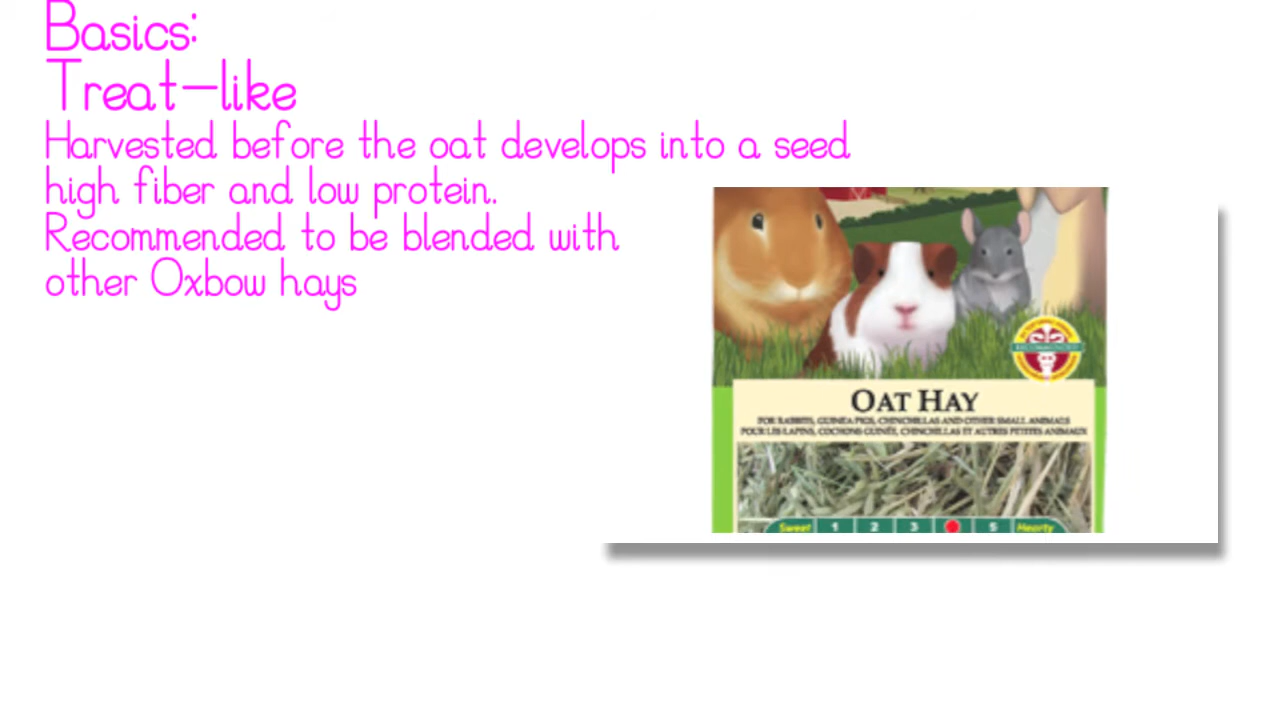 Basics:
Treat-like
Harvested before the oat develops into a seed
high fiber and low protein.
Recommended to be blended with
other Oxbow hays
OAT HAY
FOR RABBITS, GUINEA PIGS, CHINCHILLAS AND OTHER SMALL ANIMALS
POUR LES LAPINS, COCHONS GUINÉE, CHINCHILLAS ET AUTRES PETITES ANIMAUX
Sweet 1 2 3 5 Hearty